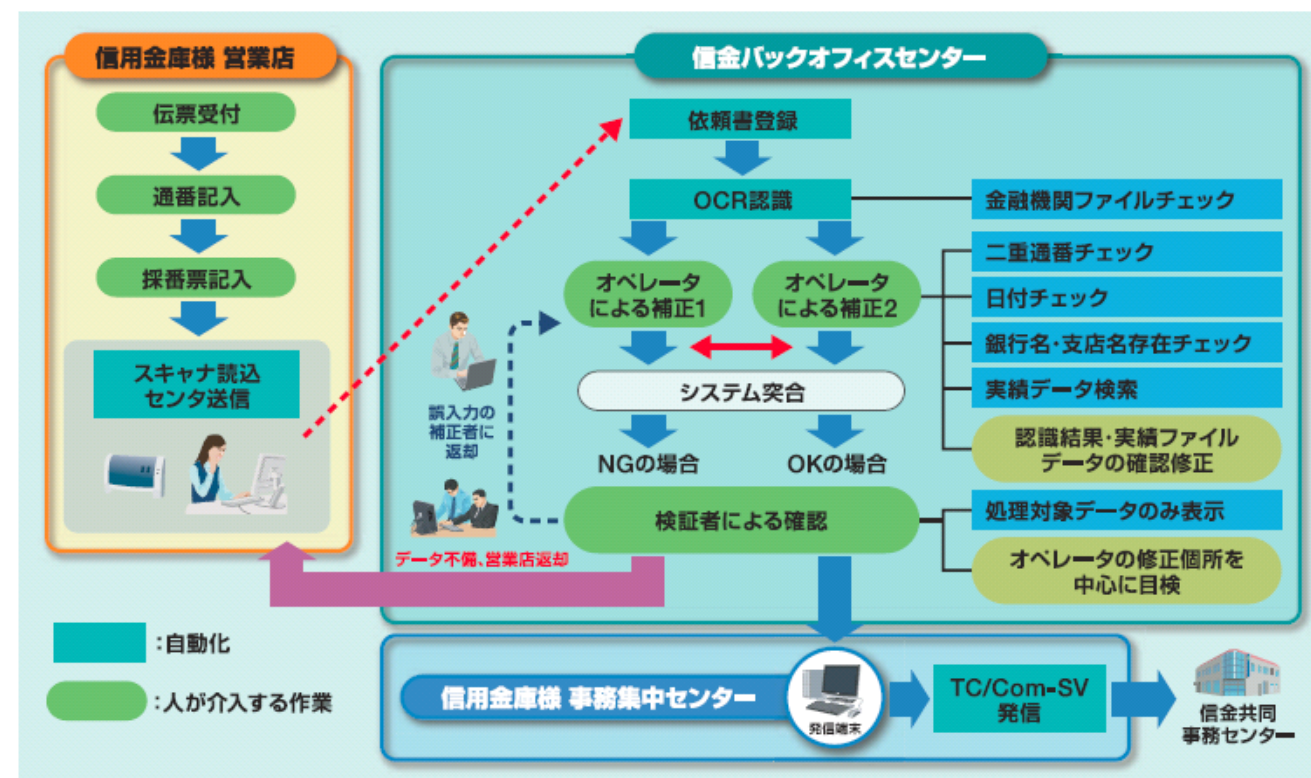 信用金庫様 営業店
伝票受付
通番記入
採番票記入
スキャナ読込
センタ送信
信金バックオフィスセンター
依頼書登録
OCR認識
金融機関ファイルチェック
オペレータ
による補正1
オペレータ
による補正2
二重通番チェック
日付チェック
銀行名・支店名存在チェック
実績データ検索
認識結果・実績ファイル
データの確認修正
システム突合
誤入力の
補正者に
返却
NGの場合
OKの場合
検証者による確認
処理対象データのみ表示
オペレータの修正個所を
中心に目検
データ不備、営業店返却
:自動化
:人が介入する作業
信用金庫様 事務集中センター
発信端末
TC/Com-SV
発信
信金共同
事務センター